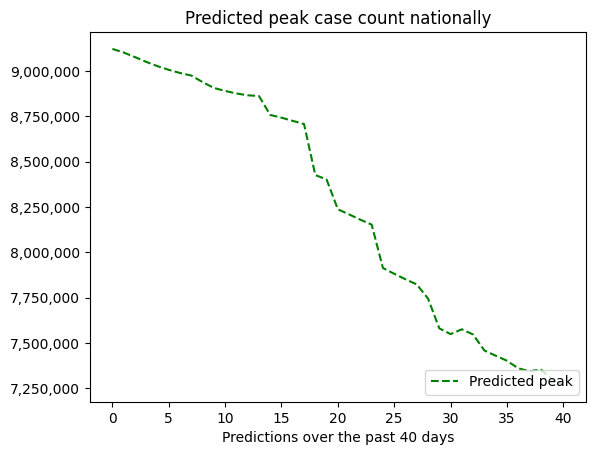 Predicted peak case count nationally
9,000,000
8,750,000
8,500,000
8,250,000
8,000,000
7,750,000
7,500,000
7,250,000
Predicted peak
0 5 10 15 20 25 30 35 40
Predictions over the past 40 days